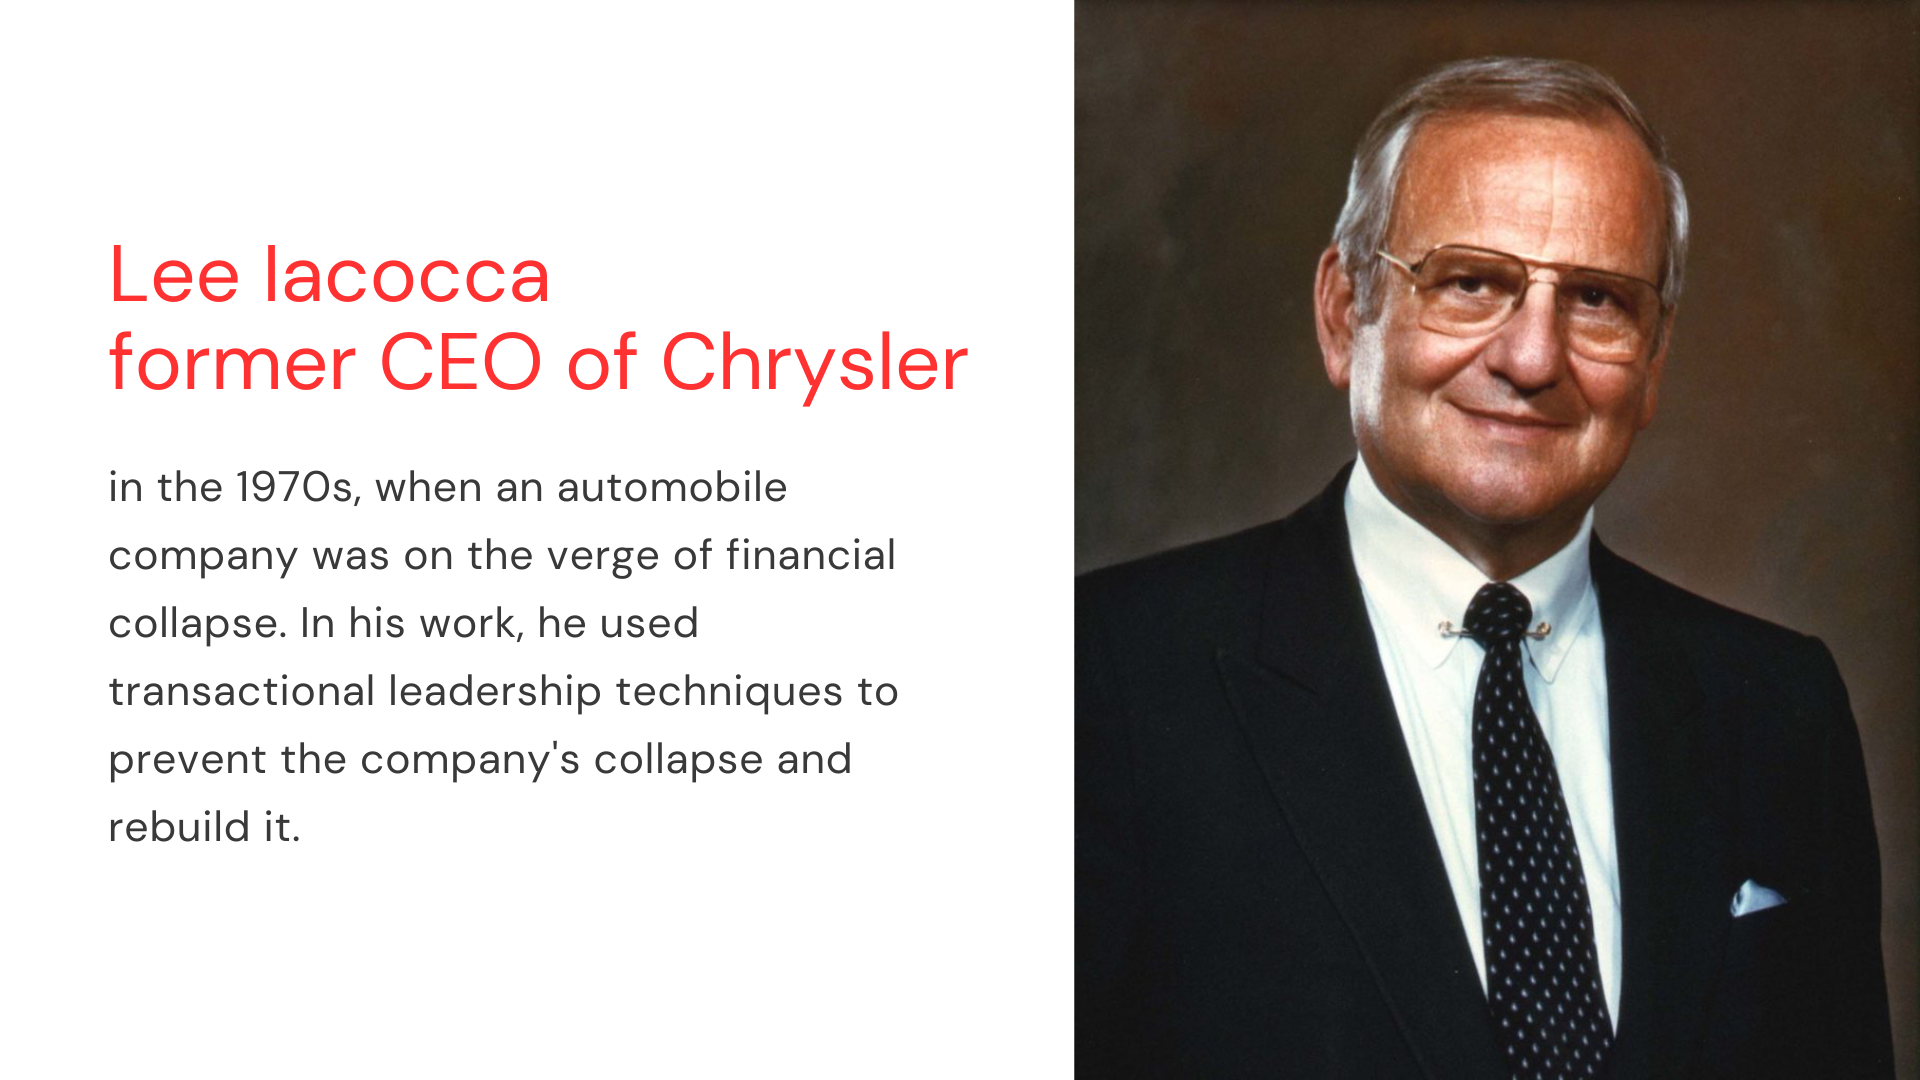 Lee Iacocca
former CEO of Chrysler
in the 1970s, when an automobile
company was on the verge of financial
collapse. In his work, he used
transactional leadership techniques to
prevent the company's collapse and
rebuild it.